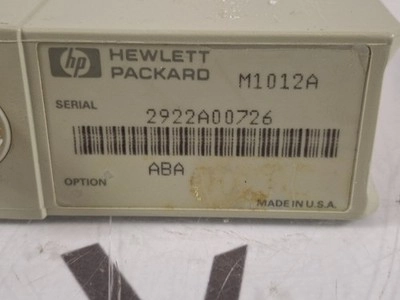 hp HEWLETT
PACKARD M1012A
SERIAL
2922A00726
ABA
OPTION
MADE IN U.S.A.